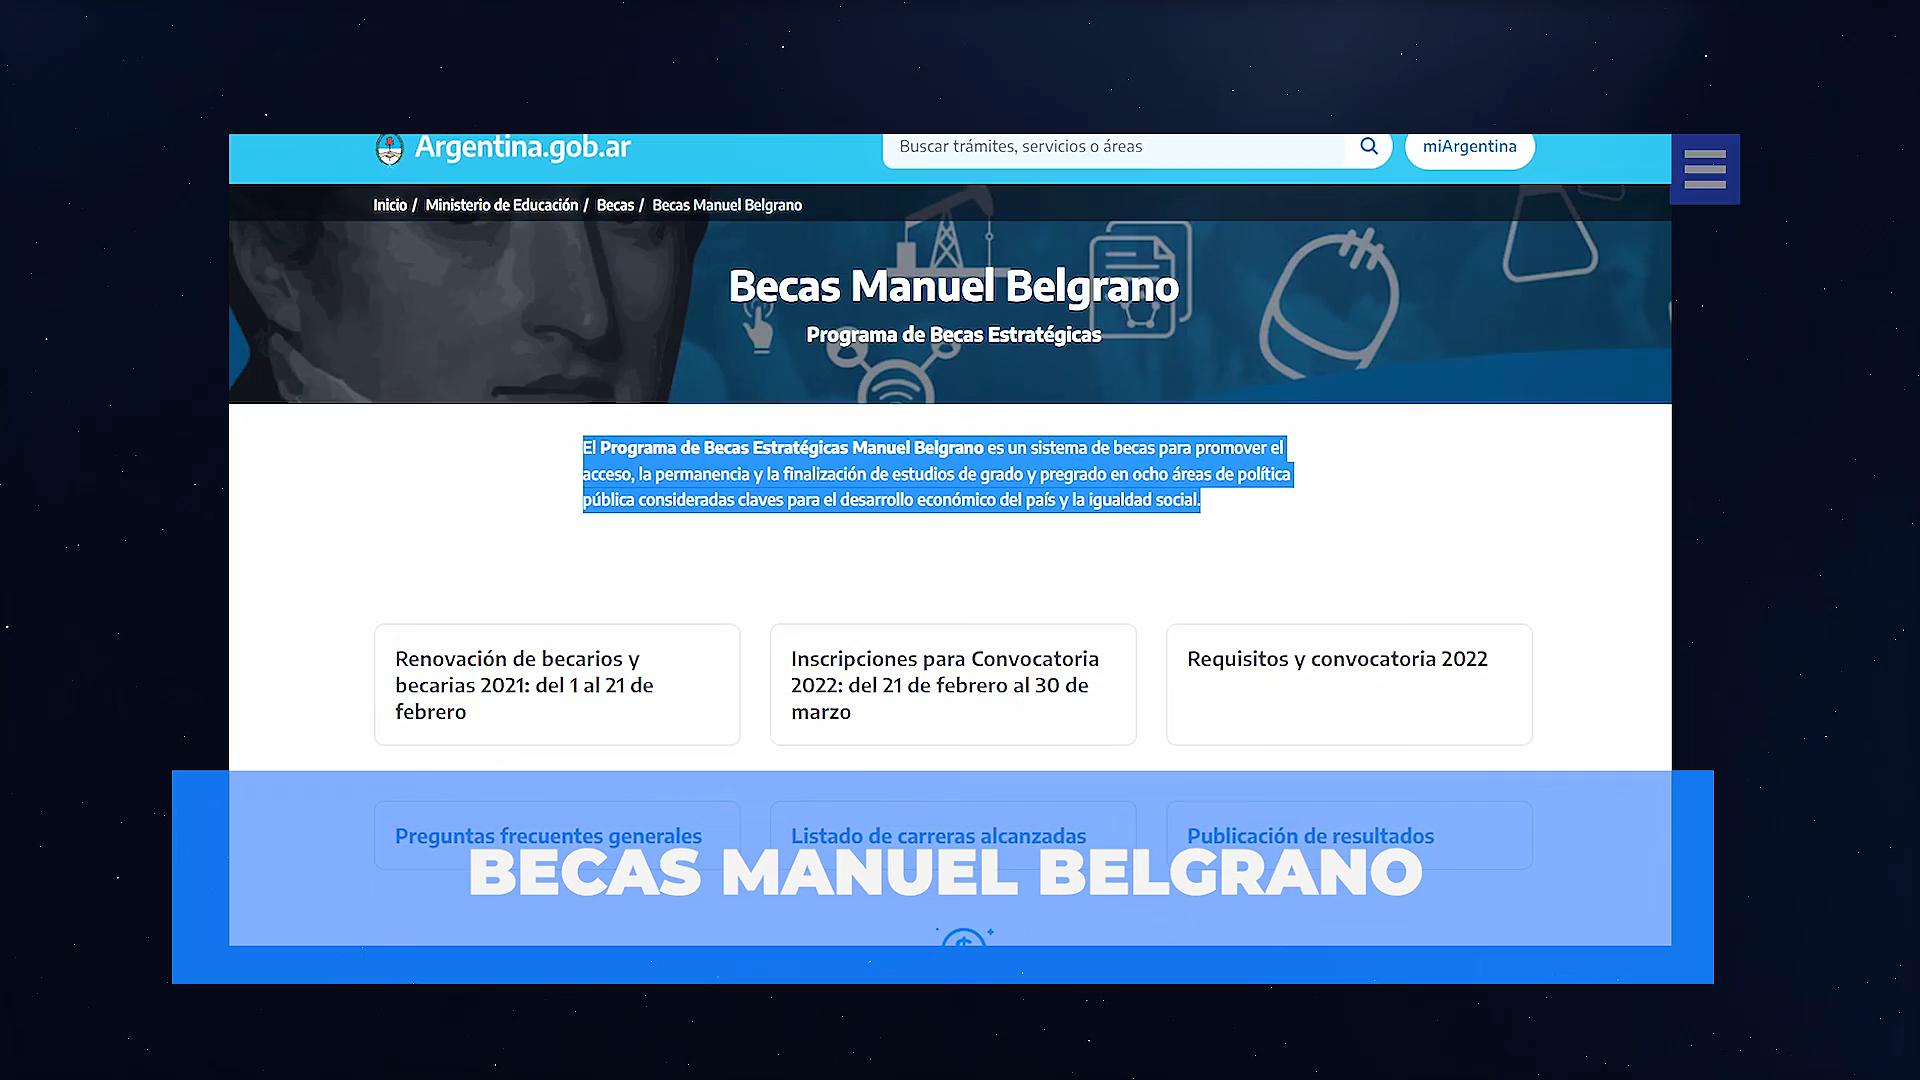 Argentina.gob.ar
Buscar trámites, servicios o áreas
miArgentina
Inicio / Ministerio de Educación / Becas / Becas Manuel Belgrano
Becas Manuel Belgrano
Programa de Becas Estratégicas
El Programa de Becas Estratégicas Manuel Belgrano es un sistema de becas para promover el
acceso, la permanencia y la finalización de estudios de grado y pregrado en ocho áreas de política
pública consideradas claves para el desarrollo económico del país y la igualdad social.
Renovación de becarios y
becarias 2021: del 1 al 21 de
febrero
Inscripciones para Convocatoria
2022: del 21 de febrero al 30 de
marzo
Requisitos y convocatoria 2022
Preguntas frecuentes generales
Listado de carreras alcanzadas
Publicación de resultados
BECAS MANUEL BELGRANO